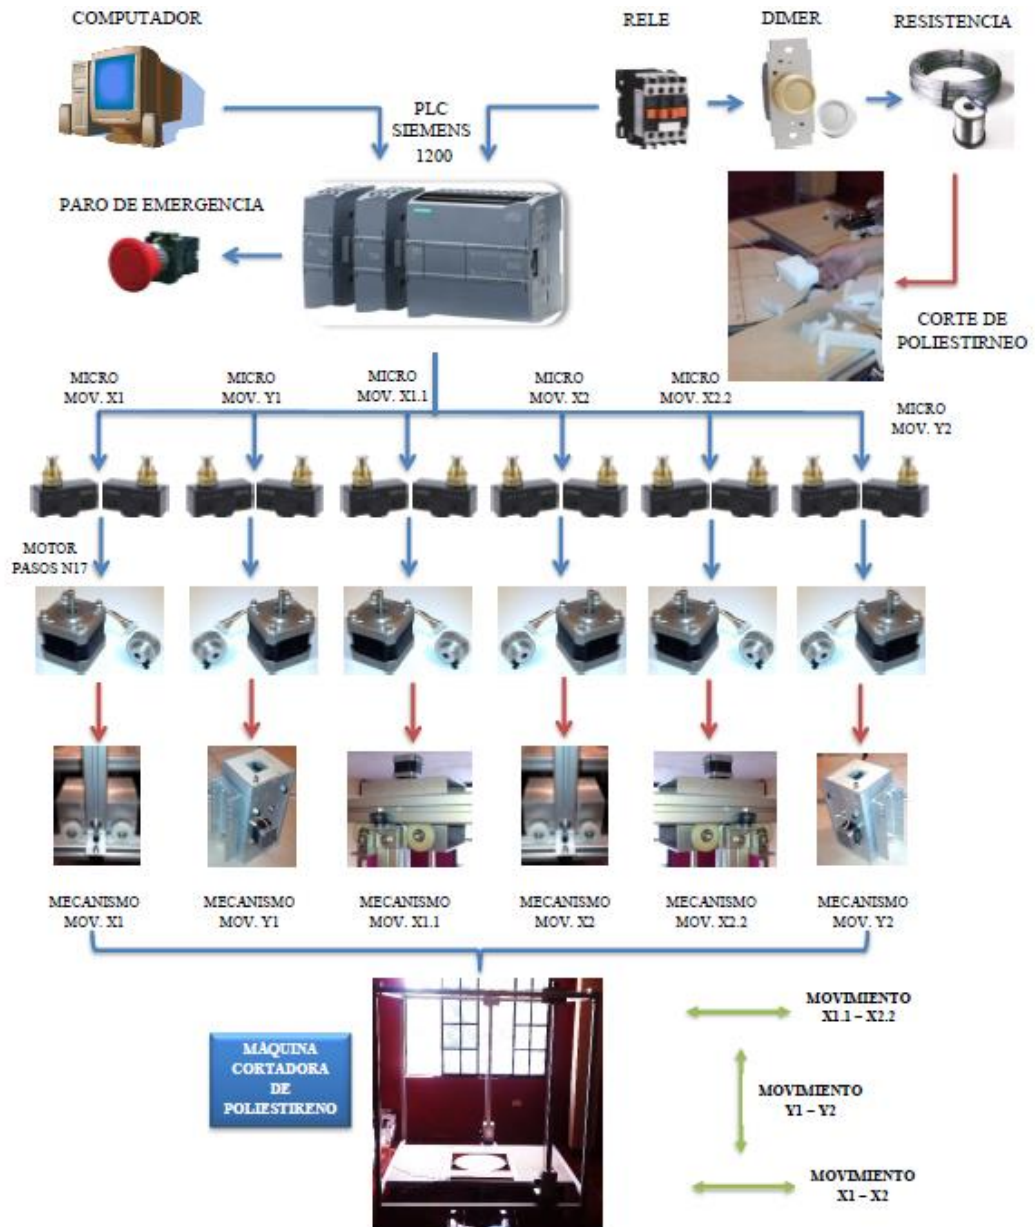 COMPUTADOR
RELE
DIMER
RESISTENCIA
PLC
SIEMENS
1200
PARO DE EMERGENCIA
CORTE DE
POLIESTIRNEO
MICRO
MOV. X1
MICRO
MOV. Y1
MICRO
MOV. X1.1
MICRO
MOV. X2
MICRO
MOV. X2.2
MICRO
MOV. Y2
MOTOR
PASOS N17
MECANISMO
MOV. X1
MECANISMO
MOV. Y1
MECANISMO
MOV. X1.1
MECANISMO
MOV. X2
MECANISMO
MOV. X2.2
MECANISMO
MOV. Y2
MÁQUINA
CORTADORA
DE
POLIESTIRENO
MOVIMIENTO
X1.1 – X2.2
MOVIMIENTO
Y1 – Y2
MOVIMIENTO
X1 – X2